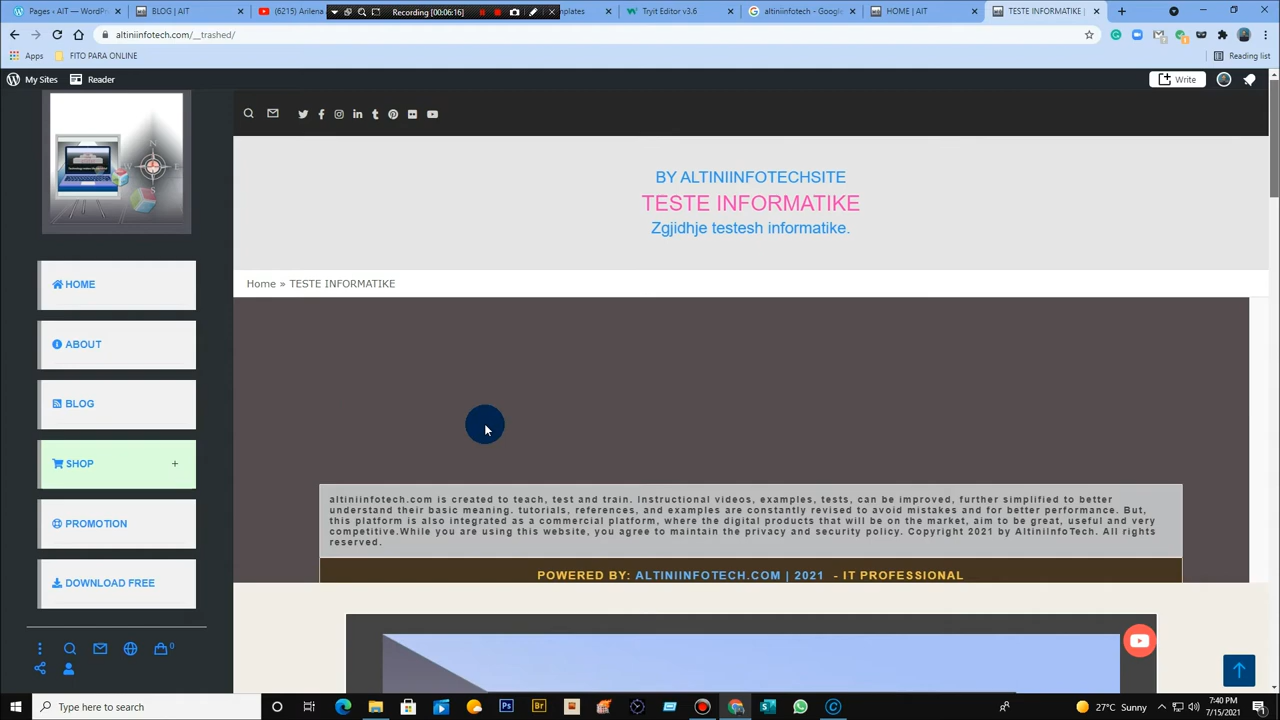 Pages ‹ AIT — WordPr
BLOG | AIT
(6215) Arilena
Recording [00:06:16]
mplates
Tryit Editor v3.6
altiniinfotech - Google
HOME | AIT
TESTE INFORMATIKE |
altiniinfotech.com/__trashed/
Apps
FITO PARA ONLINE
Reading list
My Sites
Reader
Write
BY ALTINIINFOTECHSITE
TESTE INFORMATIKE
Zgjidhje testesh informatike.
Home » TESTE INFORMATIKE
HOME
ABOUT
BLOG
SHOP +
PROMOTION
DOWNLOAD FREE
0
altiniinfotech.com is created to teach, test and train. Instructional videos, examples, tests, can be improved, further simplified to better
understand their basic meaning. tutorials, references, and examples are constantly revised to avoid mistakes and for better performance. But,
this platform is also integrated as a commercial platform, where the digital products that will be on the market, aim to be great, useful and very
competitive.While you are using this website, you agree to maintain the privacy and security policy. Copyright 2021 by AltiniInfoTech. All rights
reserved.
POWERED BY: ALTINIINFOTECH.COM | 2021 - IT PROFESSIONAL
Type here to search
Ps
Br
27°C Sunny
7:40 PM
7/15/2021